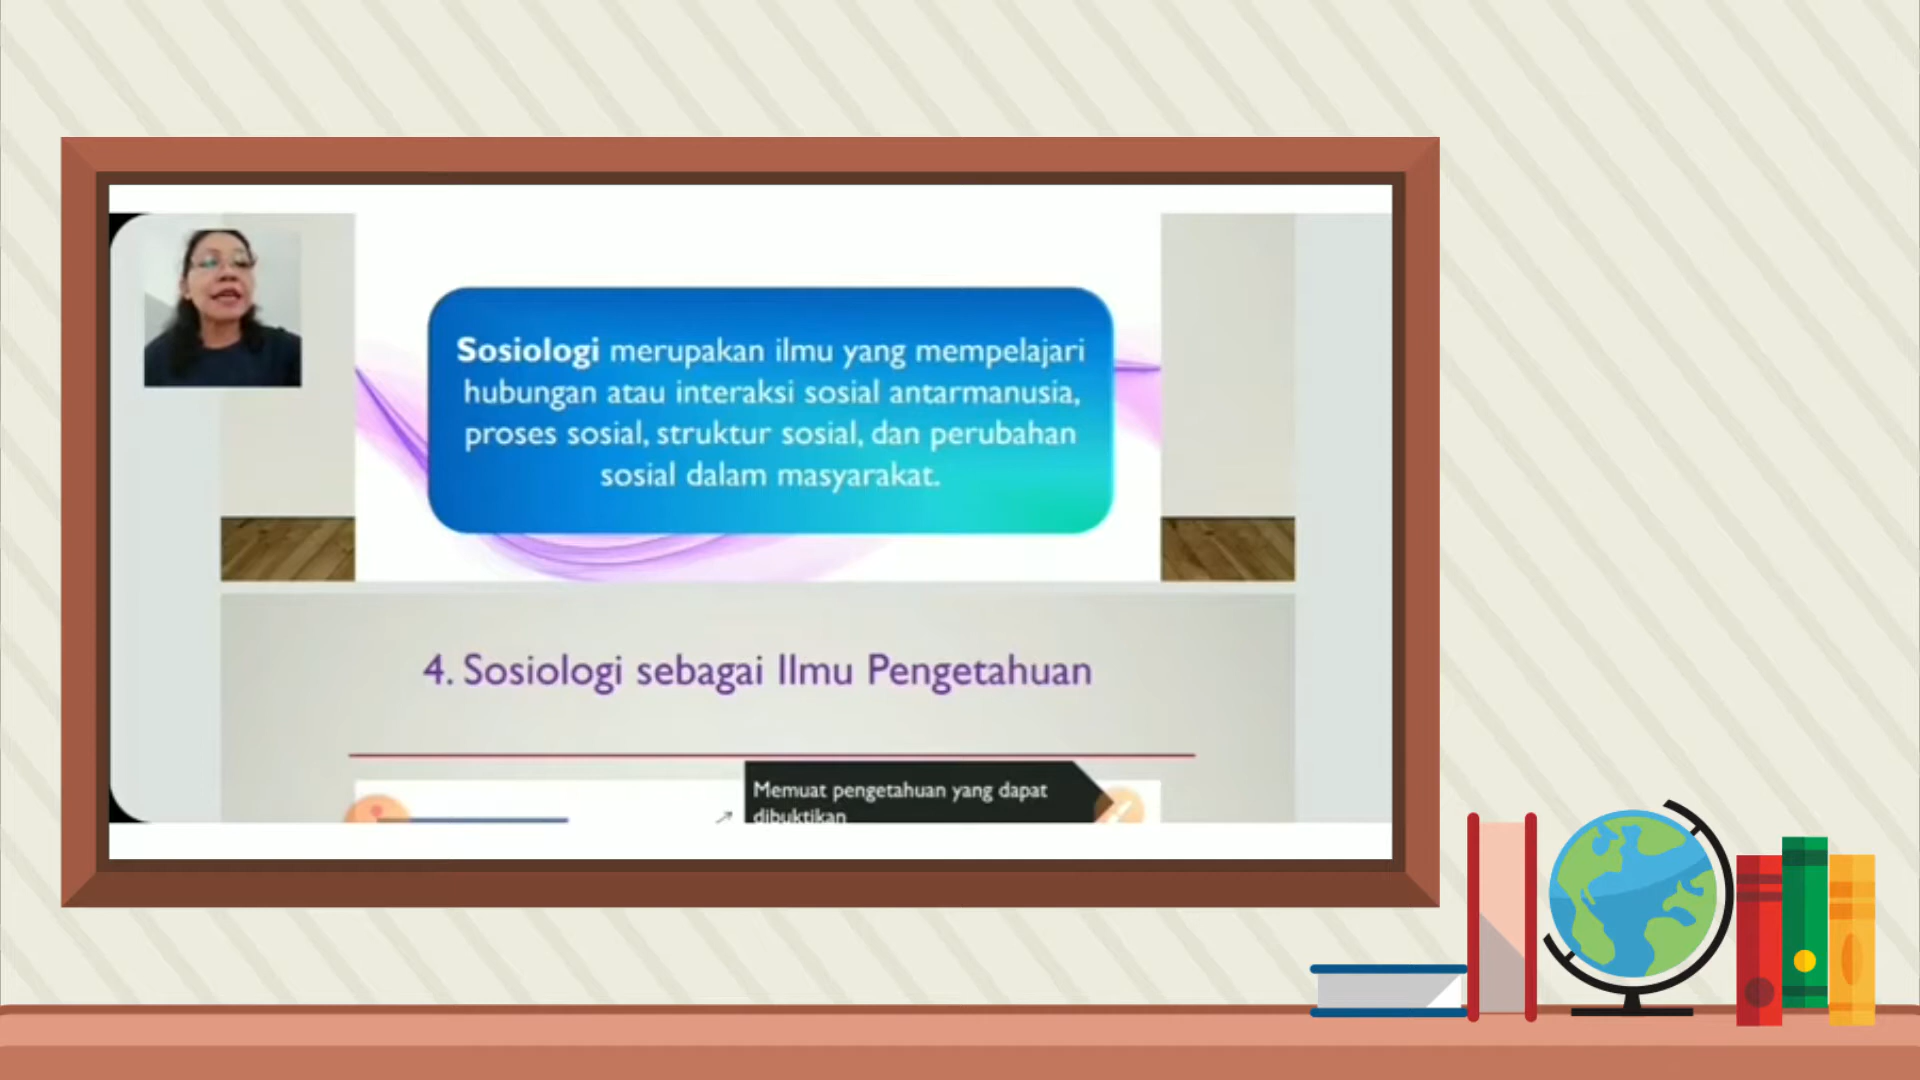 Sosiologi merupakan ilmu yang mempelajari
hubungan atau interaksi sosial antarmanusia,
proses sosial, struktur sosial, dan perubahan
sosial dalam masyarakat.
4. Sosiologi sebagai Ilmu Pengetahuan
Memuat pengetahuan yang dapat
dibuktikan